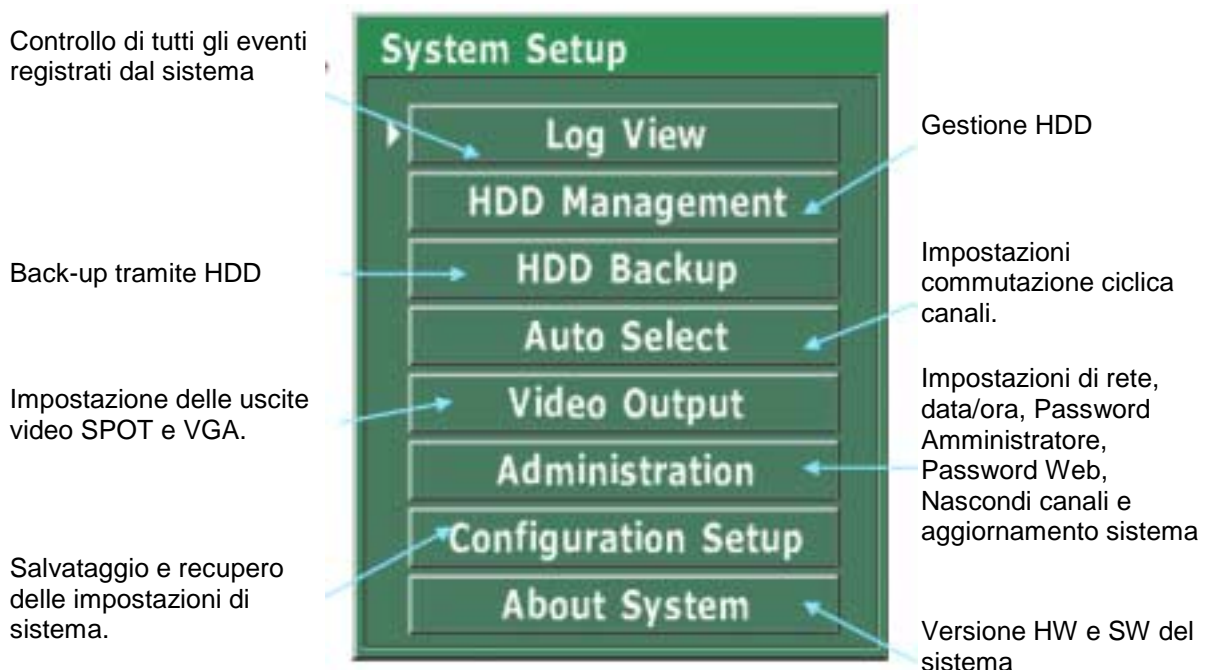 Controllo di tutti gli eventi
registrati dal sistema
Back-up tramite HDD
Impostazione delle uscite
video SPOT e VGA.
Salvataggio e recupero
delle impostazioni di
sistema.
System Setup
Log View
HDD Management
HDD Backup
Auto Select
Video Output
Administration
Configuration Setup
About System
Gestione HDD
Impostazioni
commutazione ciclica
canali.
Impostazioni di rete,
data/ora, Password
Amministratore,
Password Web,
Nascondi canali e
aggiornamento sistema
Versione HW e SW del
sistema